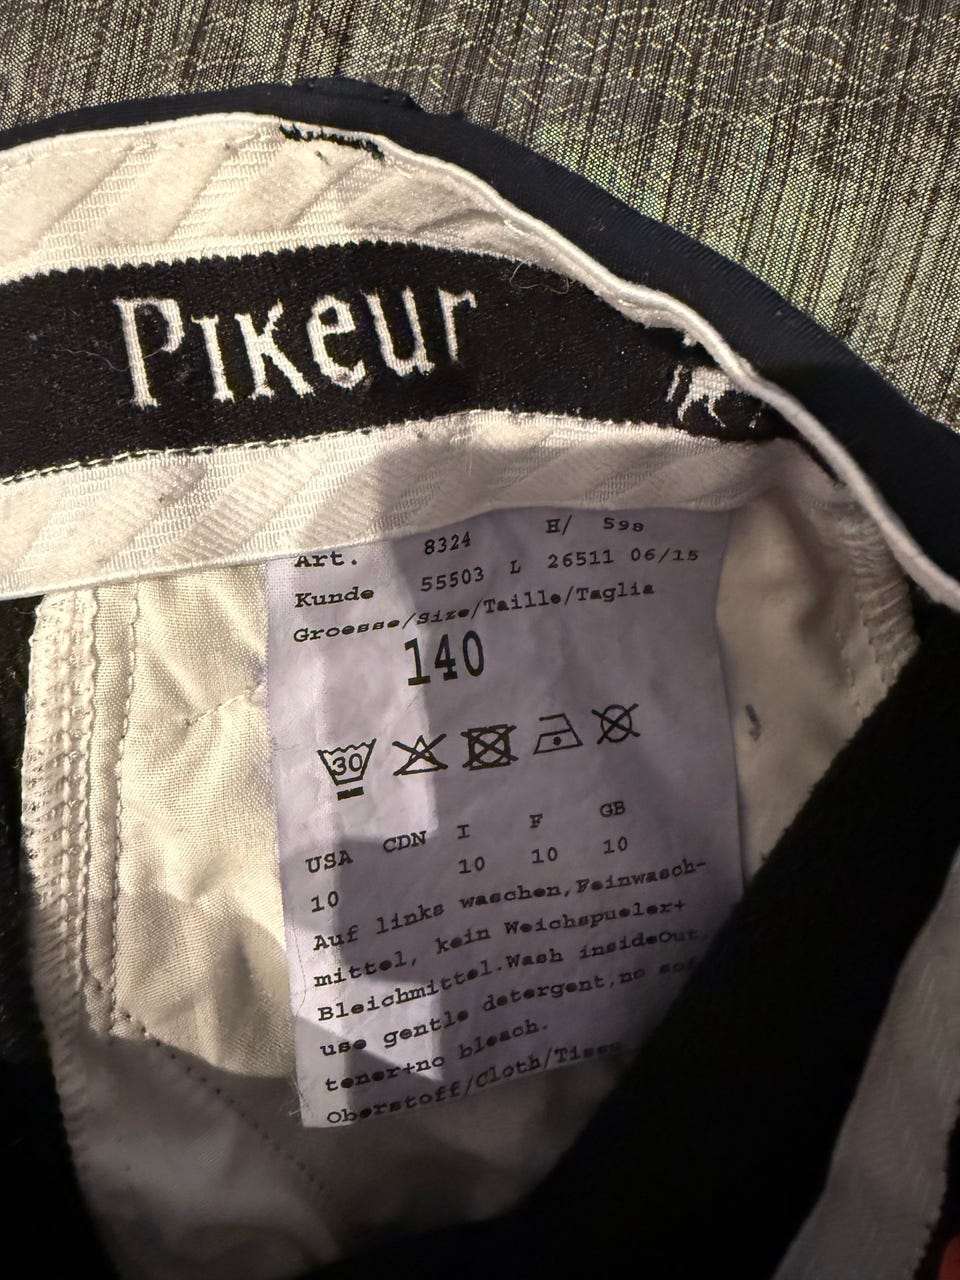 Pikeur
Art. 8324 H/ 598
Kunde 55503 L 26511 06/15
Groesse/Size/Taille/Taglia
140
30
USA CDN I F GB
10 10 10 10
Auf links waschen,Feinwasch-
mittel, kein Weichspueler+
Bleichmittel.Wash insideOut.
use gentle detergent,no
tener+no bleach.
Oberstoff/Cloth/